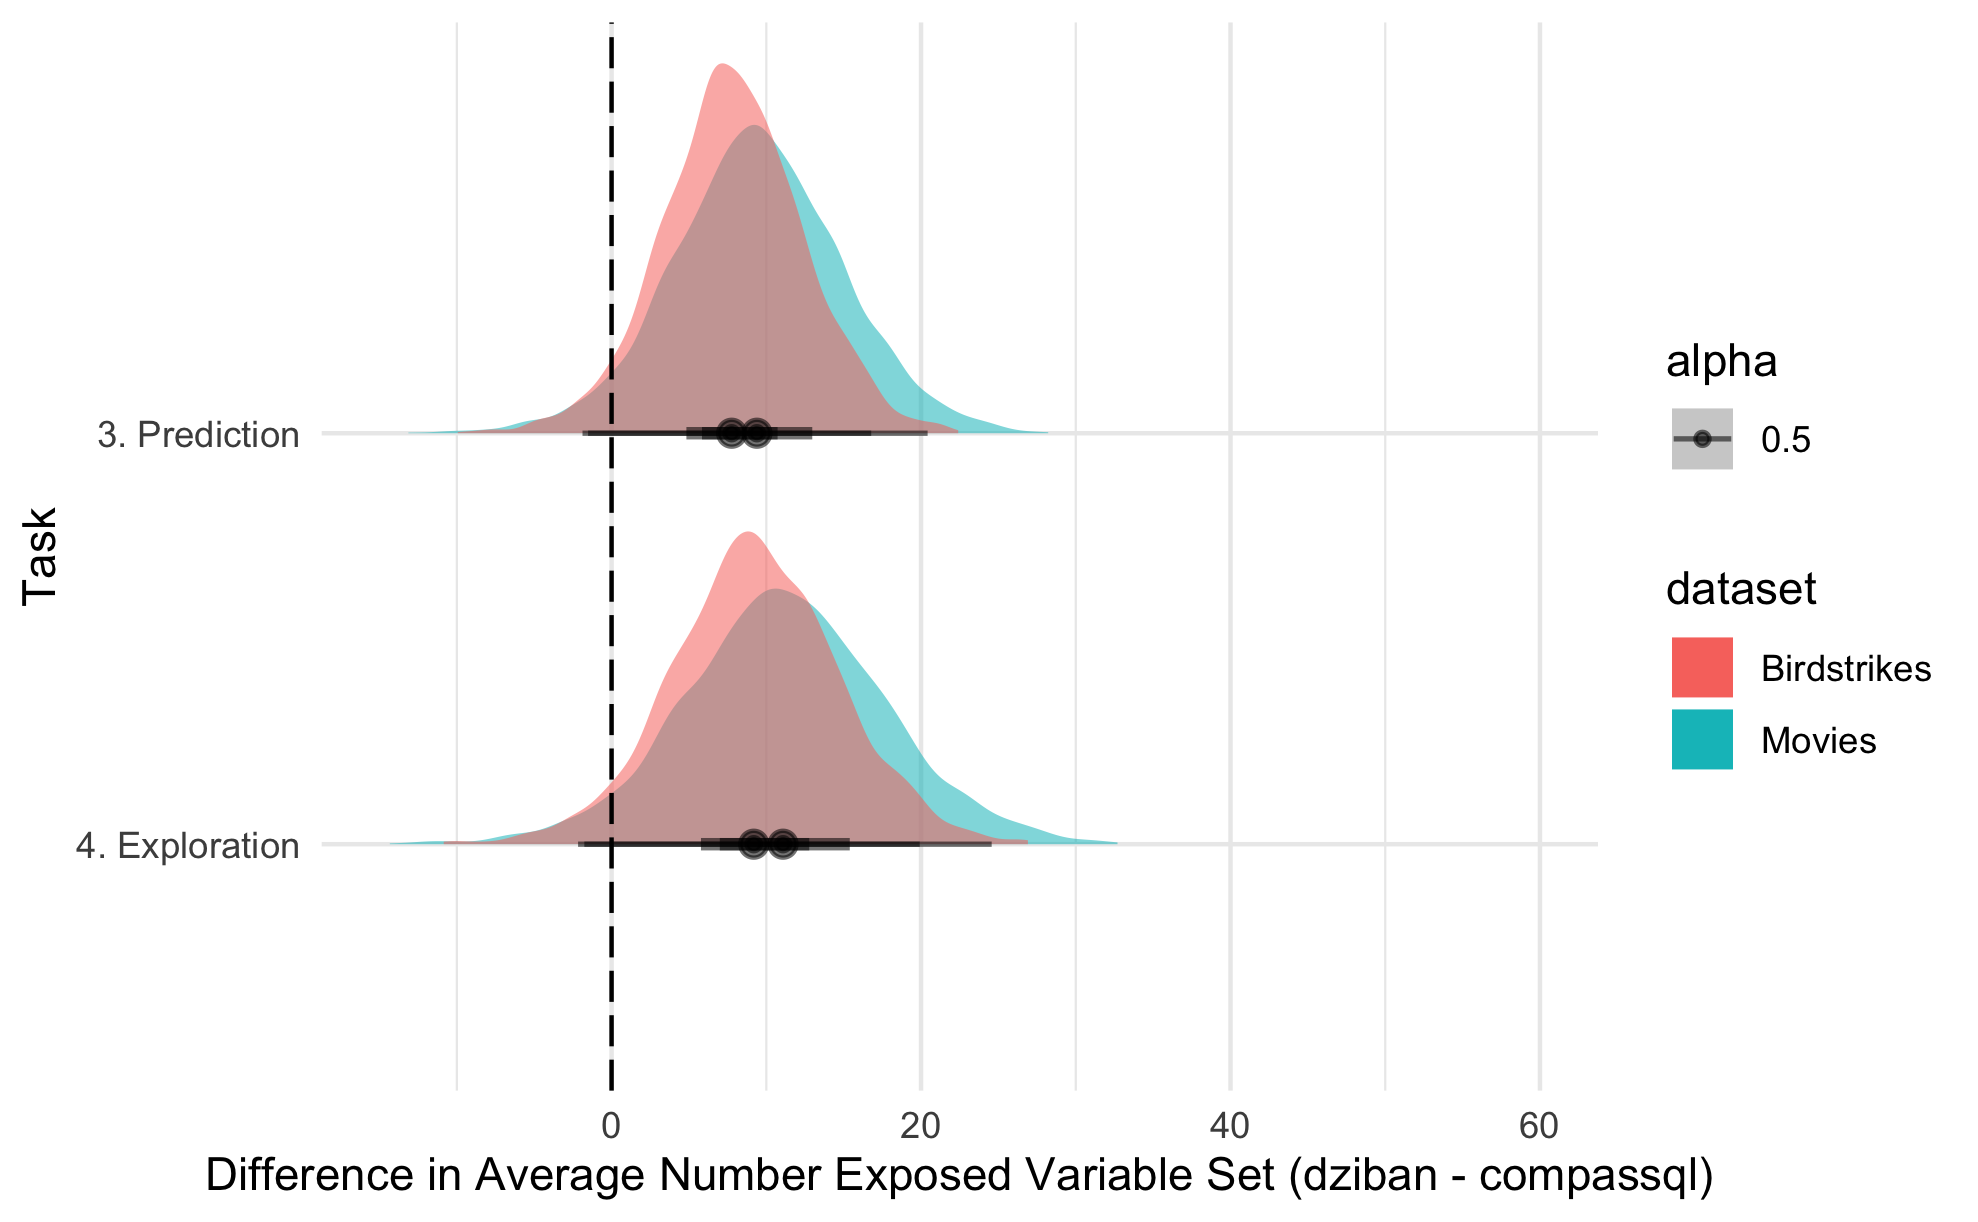 3. Prediction
4. Exploration
Task
0
20
40
60
Difference in Average Number Exposed Variable Set (dziban - compassql)
alpha
0.5
dataset
Birdstrikes
Movies